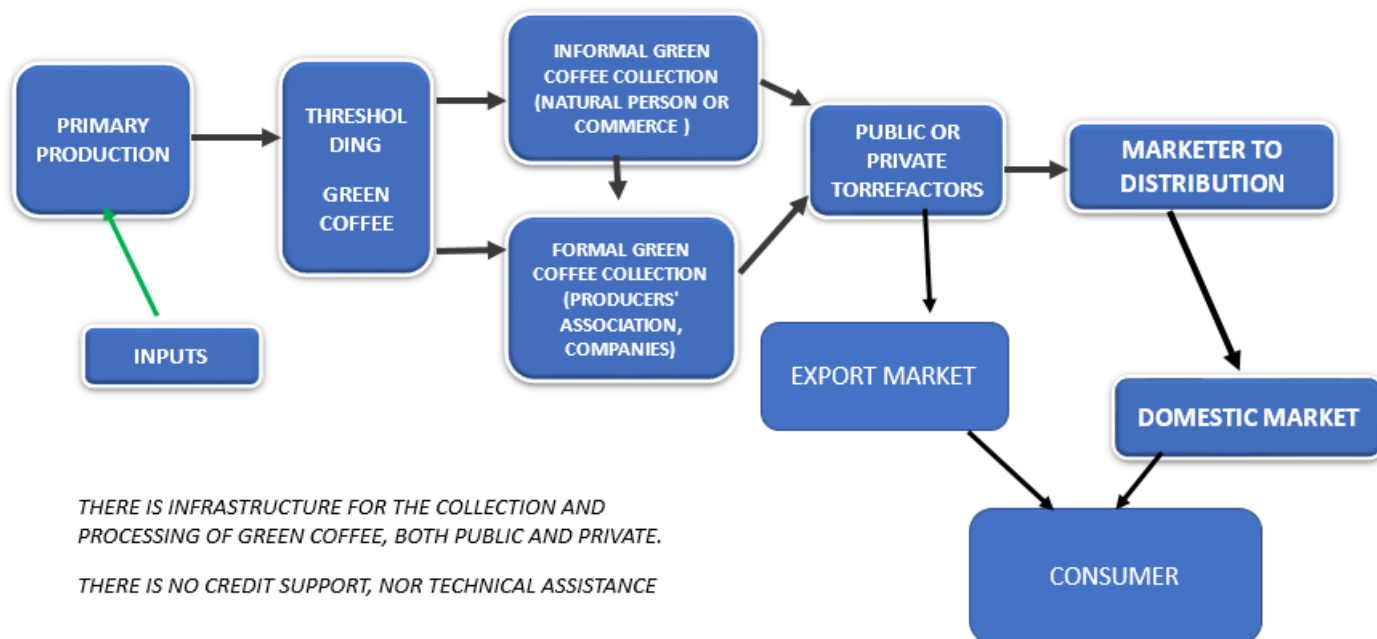 PRIMARY
PRODUCTION
INPUTS
THRESHOL
DING
GREEN
COFFEE
INFORMAL GREEN
COFFEE COLLECTION
(NATURAL PERSON OR
COMMERCE )
FORMAL GREEN
COFFEE COLLECTION
(PRODUCERS'
ASSOCIATION,
COMPANIES)
PUBLIC OR
PRIVATE
TORREFACTORS
MARKETER TO
DISTRIBUTION
EXPORT MARKET
DOMESTIC MARKET
CONSUMER
THERE IS INFRASTRUCTURE FOR THE COLLECTION AND
PROCESSING OF GREEN COFFEE, BOTH PUBLIC AND PRIVATE.
THERE IS NO CREDIT SUPPORT, NOR TECHNICAL ASSISTANCE